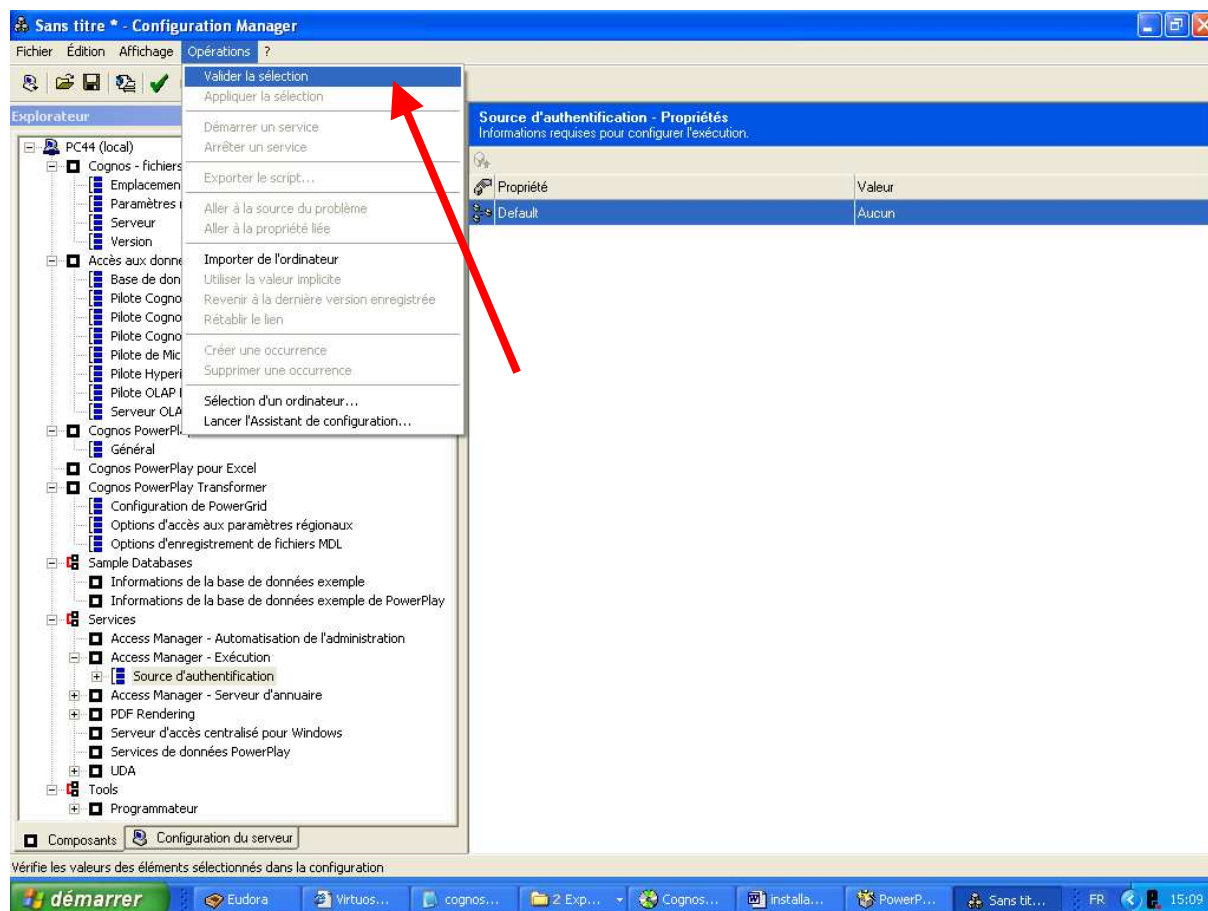 Sans titre * - Configuration Manager
Fichier Édition Affichage Opérations ?
Valider la sélection
Appliquer la sélection
Démarrer un service
Arrêter un service
Exporter le script...
Aller à la source du problème
Aller à la propriété liée
Importer de l'ordinateur
Utiliser la valeur implicite
Revenir à la dernière version enregistrée
Rétablir le lien
Créer une occurrence
Supprimer une occurrence
Sélection d'un ordinateur...
Lancer l'Assistant de configuration...
Explorateur
PC44 (local)
Cognos - fichiers
Emplacemen
Paramètres
Serveur
Version
Accès aux donné
Base de don
Pilote Cogno
Pilote Cogno
Pilote Cogno
Pilote de Mic
Pilote Hyperi
Pilote OLAP
Serveur OLA
Cognos PowerPl
Général
Cognos PowerPlay pour Excel
Cognos PowerPlay Transformer
Configuration de PowerGrid
Options d'accès aux paramètres régionaux
Options d'enregistrement de fichiers MDL
Sample Databases
Informations de la base de données exemple
Informations de la base de données exemple de PowerPlay
Services
Access Manager - Automatisation de l'administration
Access Manager - Exécution
Source d'authentification
Access Manager - Serveur d'annuaire
PDF Rendering
Serveur d'accès centralisé pour Windows
Services de données PowerPlay
UDA
Tools
Programmateur
Composants Configuration du serveur
Source d'authentification - Propriétés
Informations requises pour configurer l'exécution.
Propriété Valeur
Default Aucun
Vérifie les valeurs des éléments sélectionnés dans la configuration
démarrer Eudora Virtuos... cognos... 2 Exp... Cognos... installa... PowerP... Sans tit... FR 15:09